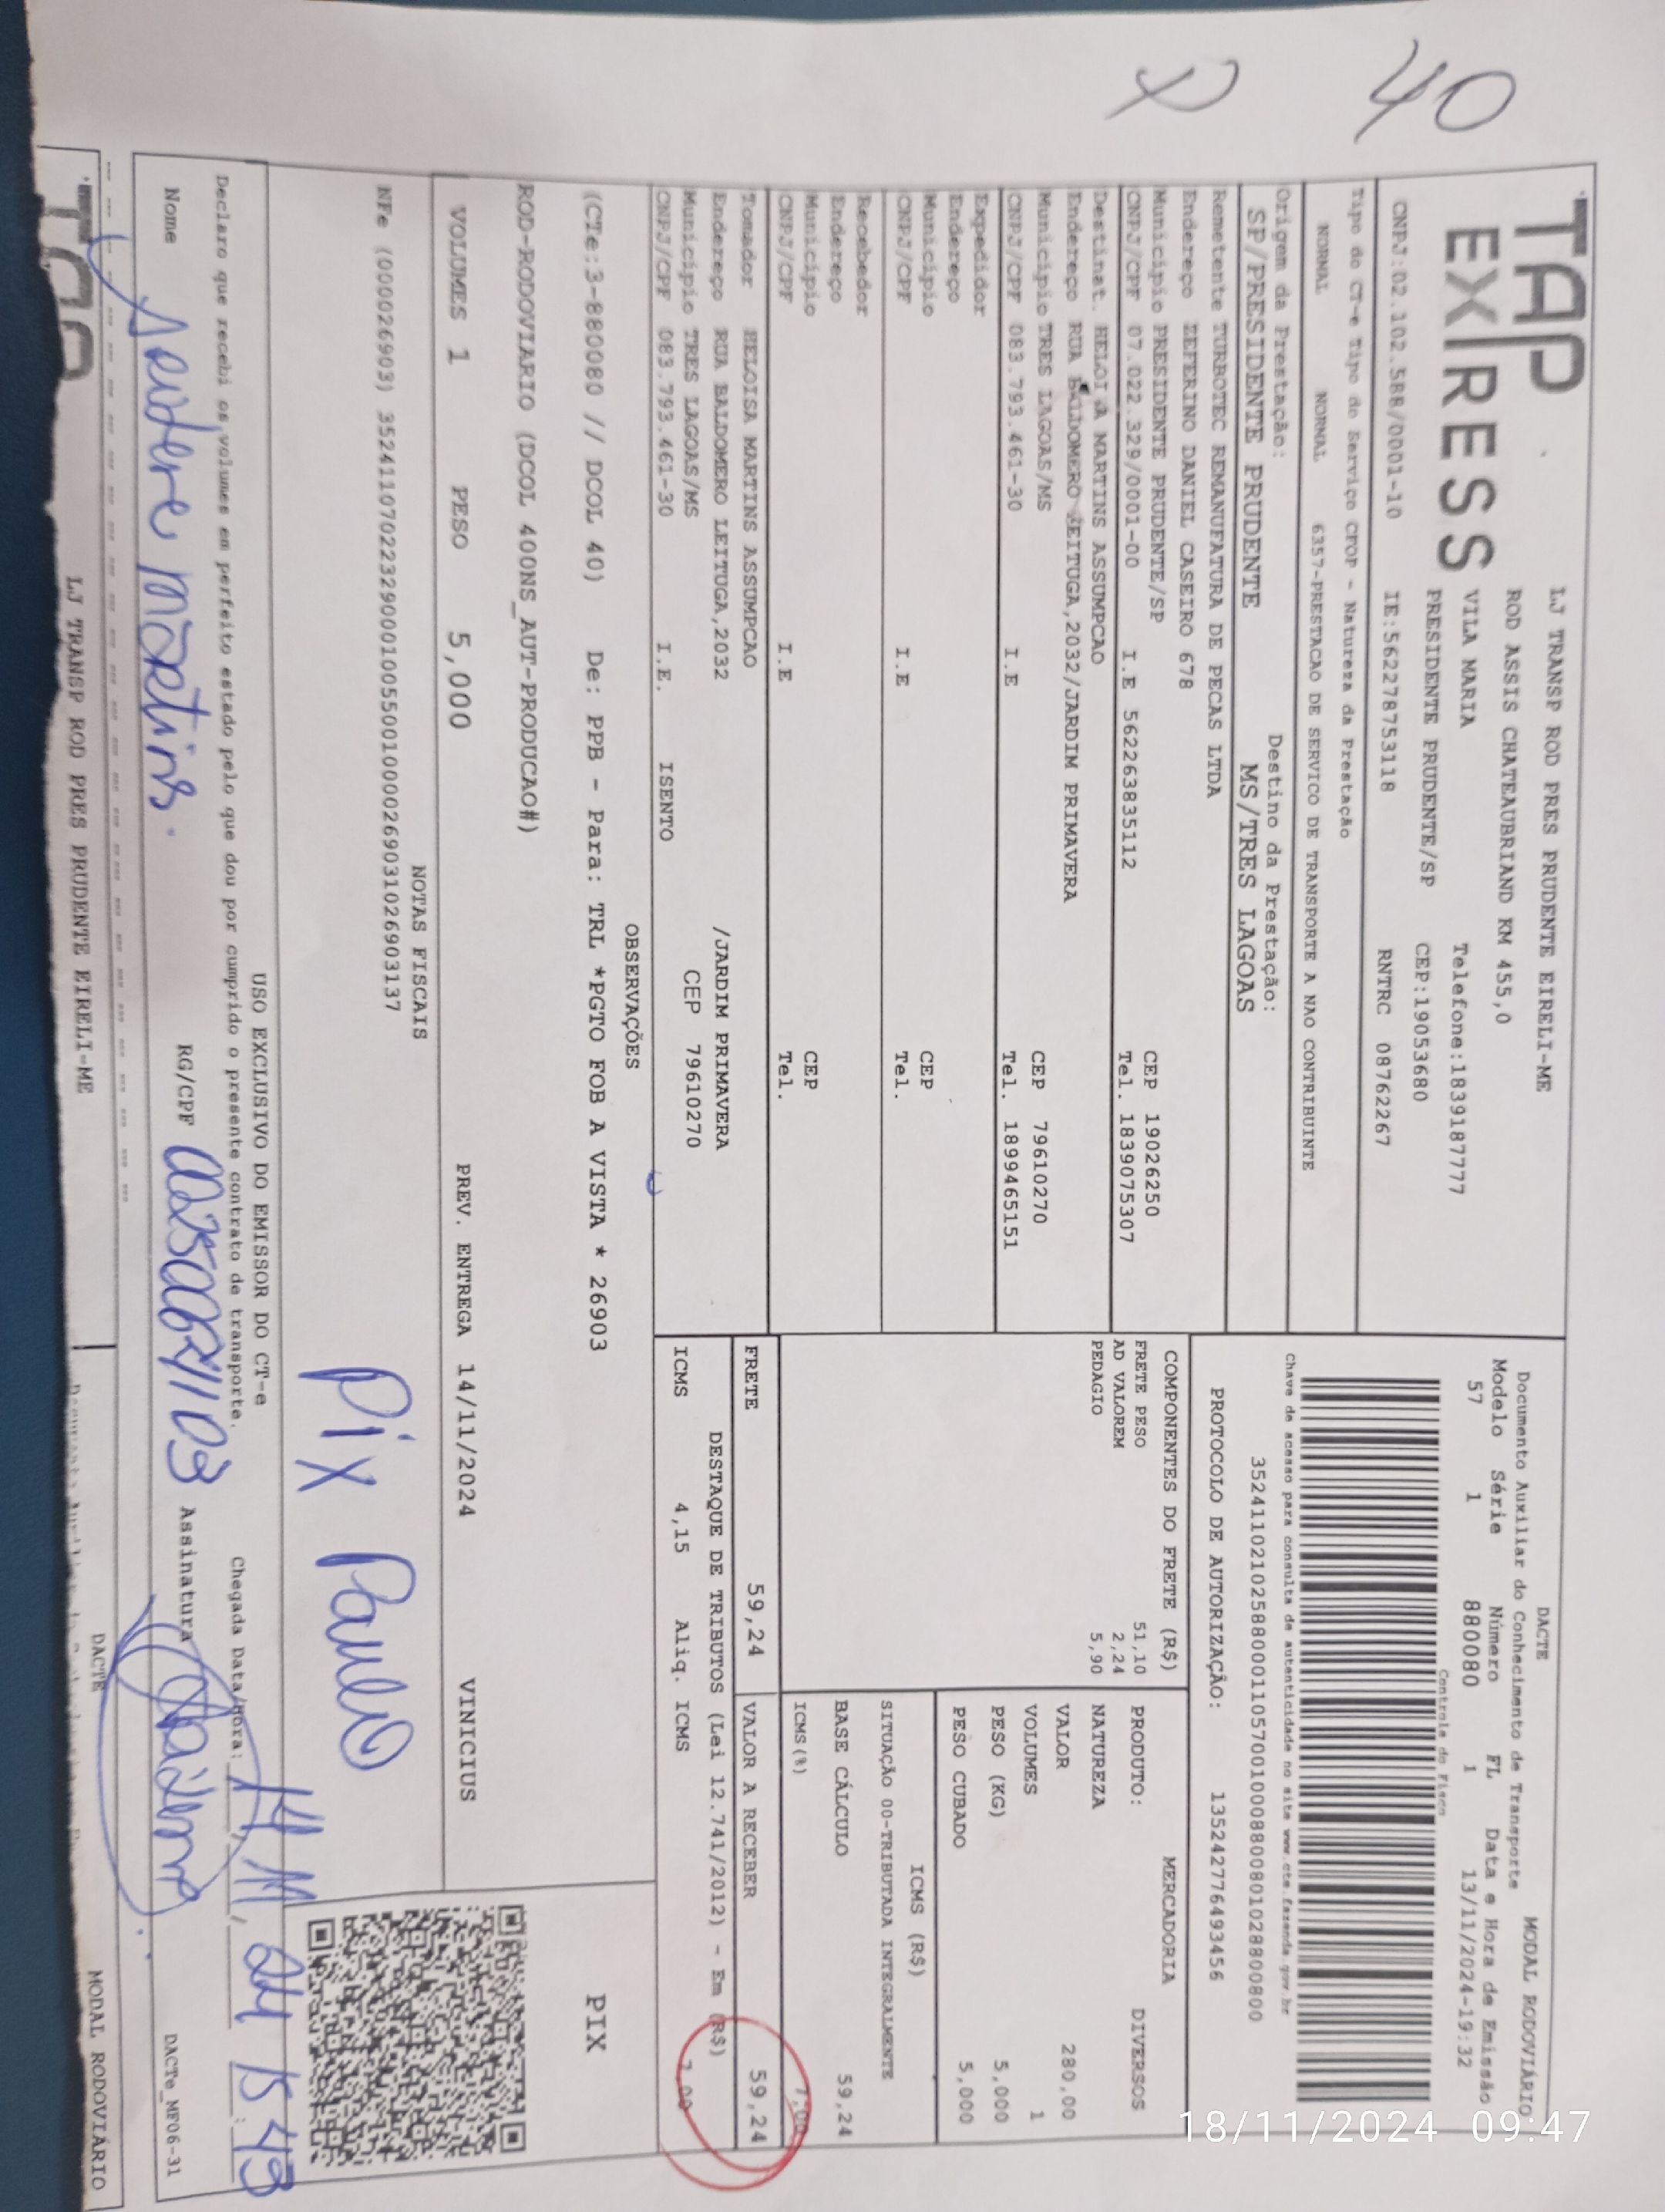 40
TAP
EXPRESS
LJ TRANSP ROD PRES PRUDENTE EIRELI-ME
ROD ASSIS CHATEAUBRIAND KM 455,0
VILA MARIA Telefone:1839187777
PRESIDENTE PRUDENTE/SP CEP:19053680
CNPJ:02.102.588/0001-10 IE:562278753118 RNTRC 08762267
Tipo do CT-e Tipo do Serviço CFOP - Natureza da Prestação
NORMAL NORMAL 6357-PRESTACAO DE SERVICO DE TRANSPORTE A NAO CONTRIBUINTE
Origem da Prestação: Destino da Prestação:
SP/PRESIDENTE PRUDENTE MS/TRES LAGOAS
Remetente TURBOTEC REMANUFATURA DE PECAS LTDA
Endereço ZEFERINO DANIEL CASEIRO 678
Município PRESIDENTE PRUDENTE/SP CEP 19026250
CNPJ/CPF 07.022.329/0001-00 I.E 562263835112 Tel. 1839075307
Destinat. HELOISA MARTINS ASSUMPCAO
Endereço RUA BALDOMERO LEITUGA,2032/JARDIM PRIMAVERA
Município TRES LAGOAS/MS CEP 79610270
CNPJ/CPF 083.793.461-30 I.E Tel. 1899465151
Expedidor
Endereço
Município CEP
CNPJ/CPF I.E Tel.
Recebedor
Endereço
Município CEP
CNPJ/CPF I.E Tel.
Tomador HELOISA MARTINS ASSUMPCAO
Endereço RUA BALDOMERO LEITUGA,2032 /JARDIM PRIMAVERA
Município TRES LAGOAS/MS CEP 79610270
CNPJ/CPF 083.793.461-30 I.E. ISENTO
DACTE MODAL RODOVIÁRIO
Documento Auxiliar do Conhecimento de Transporte
Modelo Série Número FL Data e Hora de Emissão
57 1 880080 1 13/11/2024-19:32
Controle do Fisco
Chave de acesso para consulta de autenticidade no site www.cte.fazenda.gov.br
35241102102588000110570010008800801028800800
PROTOCOLO DE AUTORIZAÇÃO: 135242776493456
COMPONENTES DO FRETE (R$)
FRETE PESO 51,10
AD VALOREM 2,24
PEDAGIO 5,90
MERCADORIA
PRODUTO: DIVERSOS
NATUREZA
VALOR 280,00
VOLUMES 1
PESO (KG) 5,000
PESO CUBADO 5,000
ICMS (R$)
SITUAÇÃO 00-TRIBUTADA INTEGRALMENTE
BASE CÁLCULO 59,24
ICMS(%) 7,00
FRETE 59,24 VALOR A RECEBER 59,24
DESTAQUE DE TRIBUTOS (Lei 12.741/2012) - Em (R$)
ICMS 4,15 Aliq. ICMS 7,00
OBSERVAÇÕES
(CTe:3-880080 // DCOL 40) De: PPB - Para: TRL *PGTO FOB A VISTA * 26903
ROD-RODOVIARIO (DCOL 400NS_AUT-PRODUCAO#)
PIX
VOLUMES 1 PESO 5,000 PREV. ENTREGA 14/11/2024 VINICIUS
NOTAS FISCAIS
NFe (000026903) 35241107022329000100550010000269031026903137
Pix Paulo
USO EXCLUSIVO DO EMISSOR DO CT-e
Declaro que recebi os volumes em perfeito estado pelo que dou por cumprido o presente contrato de transporte. Chegada Data/Hora: 14/11/24 15:43
Nome martins. RG/CPF Assinatura
DACTe_MF06-31
LJ TRANSP ROD PRES PRUDENTE EIRELI-ME DACTE MODAL RODOVIÁRIO
18/11/2024 09:47